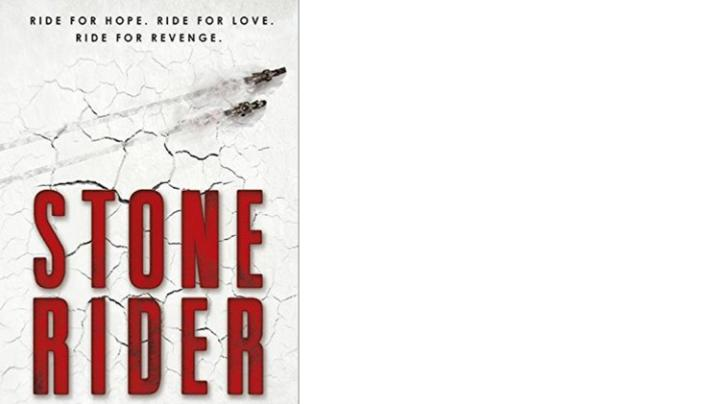 RIDE FOR HOPE. RIDE FOR LOVE.
RIDE FOR REVENGE.
STONE
RIDER